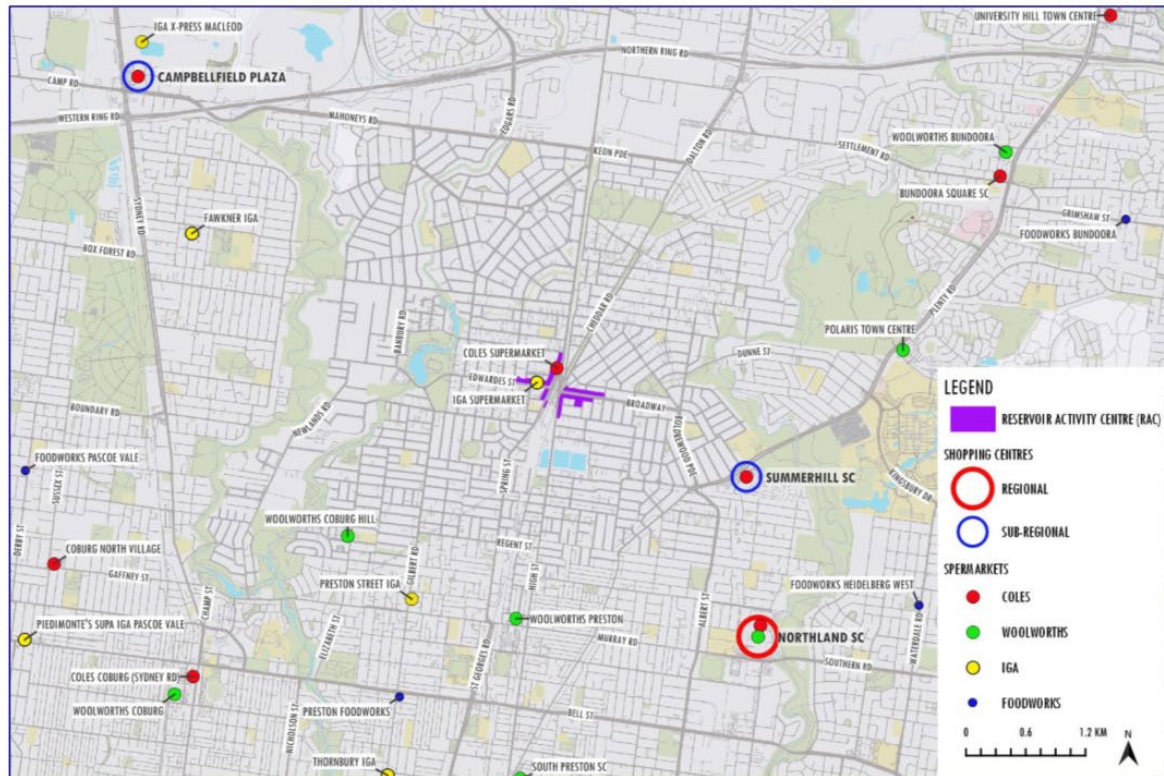 UNIVERSITY HILL TOWN CENTRE
IGA X-PRESS MACLEOD
NORTHERN RING RD
CAMPBELLFIELD PLAZA
CAMP RD
EDGARS RD
WESTERN RING RD
MAHONEYS RD
DALTON RD
KEON PDE
SETTLEMENT RD
WOOLWORTHS BUNDOORA
BUNDOORA SQUARE SC
SYDNEY RD
FAWKNER IGA
GRIMSHAW ST
FOODWORKS BUNDOORA
BOX FOREST RD
PLENTY RD
CHEDDAR RD
BANBURY RD
POLARIS TOWN CENTRE
COLES SUPERMARKET
DUNNE ST
EDWARDES ST
IGA SUPERMARKET
BROADWAY
BOUNDARY RD
NEWLANDS RD
BOLDREWOOD PDE
FOODWORKS PASCOE VALE
SUSSEX ST
SPRING ST
SUMMERHILL SC
KINGSBURY DR
WOOLWORTHS COBURG HILL
DERBY ST
REGENT ST
COBURG NORTH VILLAGE
GAFFNEY ST
GILBERT RD
HIGH ST
PRESTON STREET IGA
CHAMP ST
ALBERT ST
FOODWORKS HEIDELBERG WEST
PIEDIMONTE'S SUPA IGA PASCOE VALE
ELIZABETH ST
WOOLWORTHS PRESTON
MURRAY RD
NORTHLAND SC
WATERDALE RD
SOUTHERN RD
COLES COBURG (SYDNEY RD)
ST GEORGES RD
WOOLWORTHS COBURG
NICHOLSON ST
PRESTON FOODWORKS
BELL ST
THORNBURY IGA
SOUTH PRESTON SC
LEGEND
RESERVOIR ACTIVITY CENTRE (RAC)
SHOPPING CENTRES
REGIONAL
SUB-REGIONAL
SPERMARKETS
COLES
WOOLWORTHS
IGA
FOODWORKS
0 0.6 1.2 KM
N